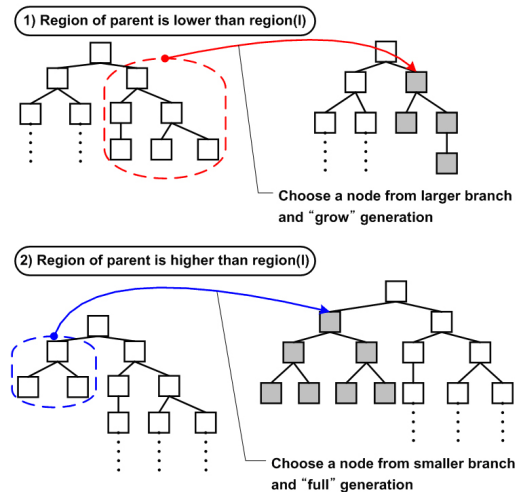 1) Region of parent is lower than region(l)
Choose a node from larger branch
and “grow” generation
2) Region of parent is higher than region(l)
Choose a node from smaller branch
and “full” generation